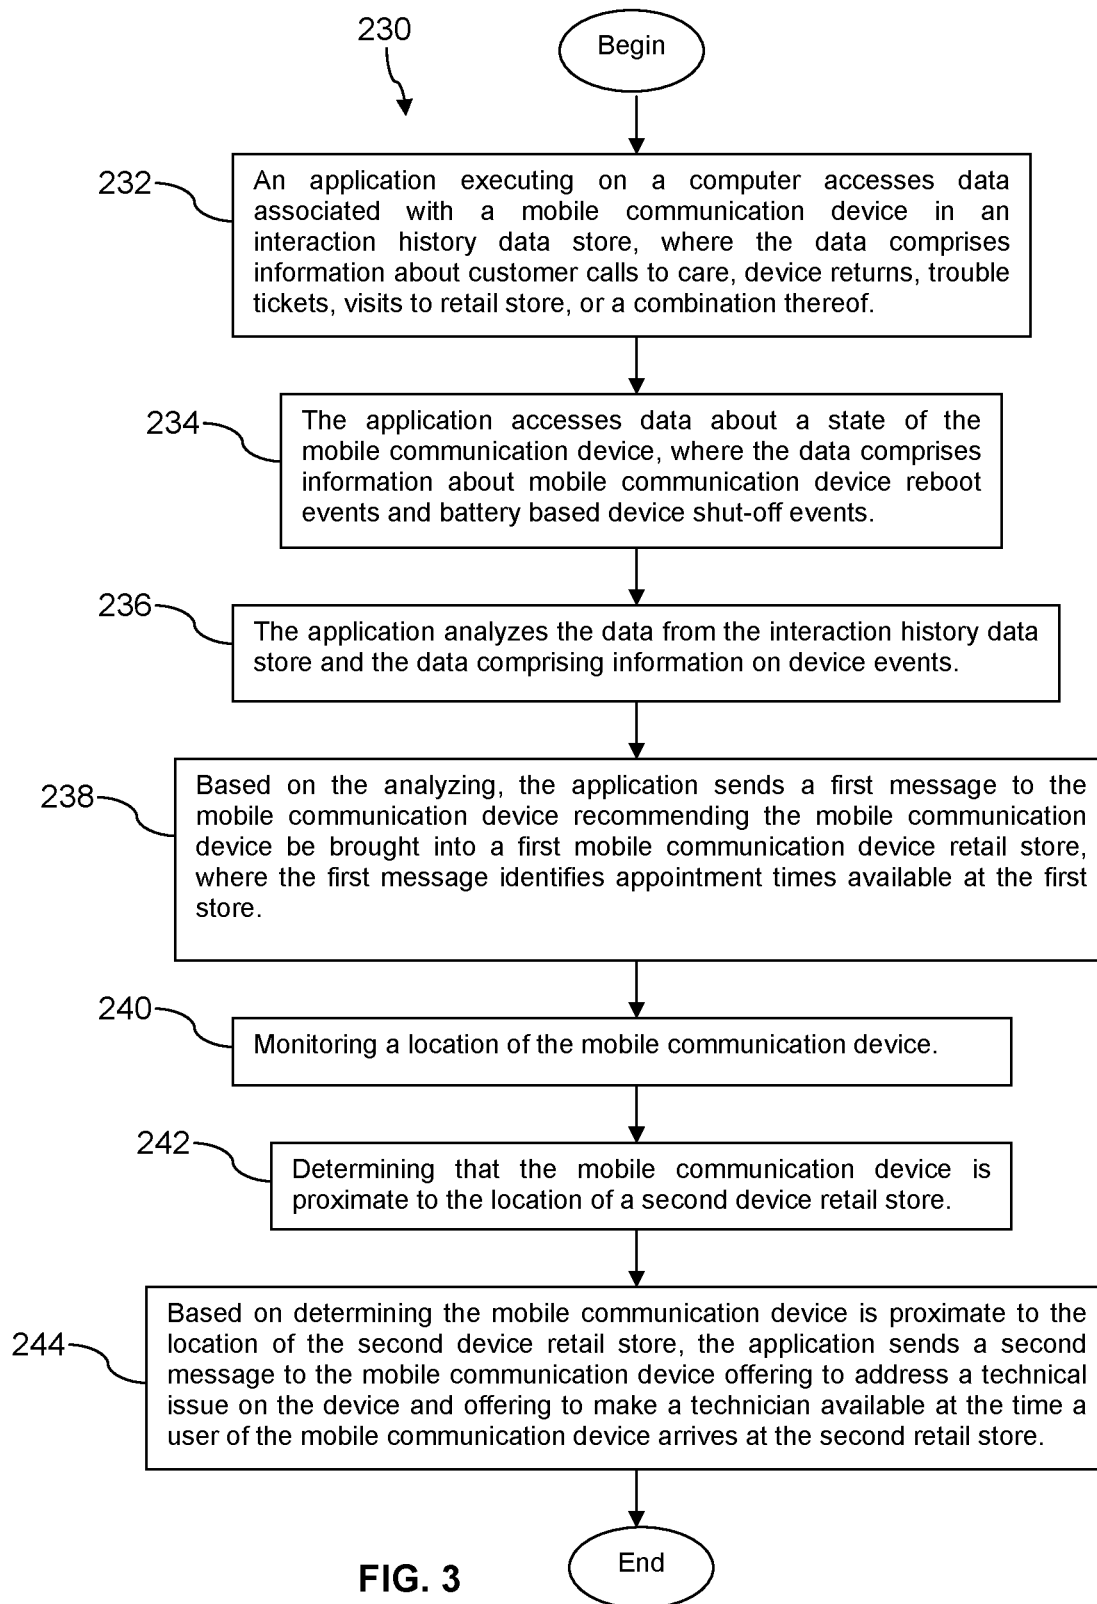 230
Begin
232
An application executing on a computer accesses data
associated with a mobile communication device in an
interaction history data store, where the data comprises
information about customer calls to care, device returns, trouble
tickets, visits to retail store, or a combination thereof.
234
The application accesses data about a state of the
mobile communication device, where the data comprises
information about mobile communication device reboot
events and battery based device shut-off events.
236
The application analyzes the data from the interaction history data
store and the data comprising information on device events.
238
Based on the analyzing, the application sends a first message to the
mobile communication device recommending the mobile communication
device be brought into a first mobile communication device retail store,
where the first message identifies appointment times available at the first
store.
240
Monitoring a location of the mobile communication device.
242
Determining that the mobile communication device is
proximate to the location of a second device retail store.
244
Based on determining the mobile communication device is proximate to the
location of the second device retail store, the application sends a second
message to the mobile communication device offering to address a technical
issue on the device and offering to make a technician available at the time a
user of the mobile communication device arrives at the second retail store.
End
FIG. 3